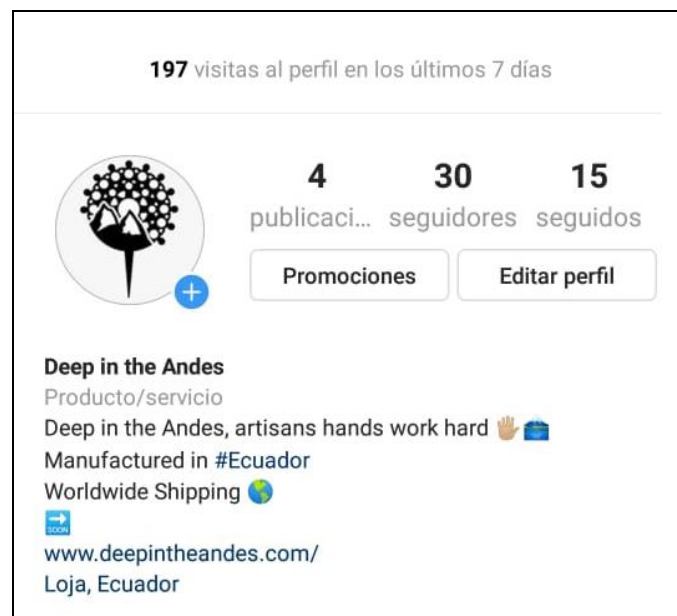 197 visitas al perfil en los últimos 7 días
4 30 15
publicaci... seguidores seguidos
Promociones Editar perfil
Deep in the Andes
Producto/servicio
Deep in the Andes, artisans hands work hard 🖐🏼🗻
Manufactured in #Ecuador
Worldwide Shipping 🌎
🔜
www.deepintheandes.com/
Loja, Ecuador